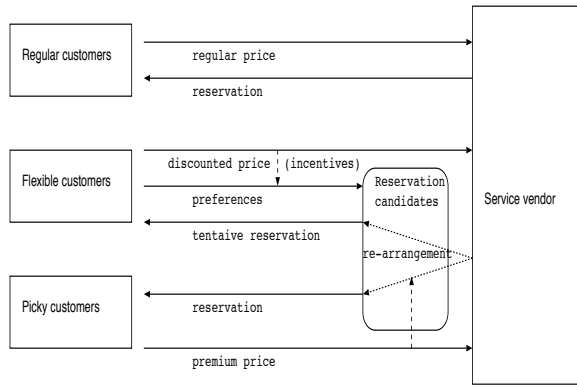 Regular customers
regular price
reservation
discounted price (incentives)
Flexible customers
preferences
Reservation
candidates
Service vendor
tentaive reservation
re-arrangement
Picky customers
reservation
premium price